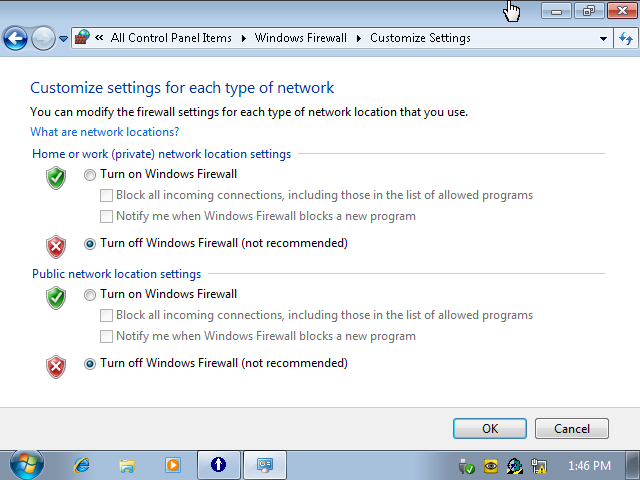 « All Control Panel Items Windows Firewall Customize Settings
Customize settings for each type of network
You can modify the firewall settings for each type of network location that you use.
What are network locations?
Home or work (private) network location settings
Turn on Windows Firewall
Block all incoming connections, including those in the list of allowed programs
Notify me when Windows Firewall blocks a new program
Turn off Windows Firewall (not recommended)
Public network location settings
Turn on Windows Firewall
Block all incoming connections, including those in the list of allowed programs
Notify me when Windows Firewall blocks a new program
Turn off Windows Firewall (not recommended)
OK Cancel
1:46 PM